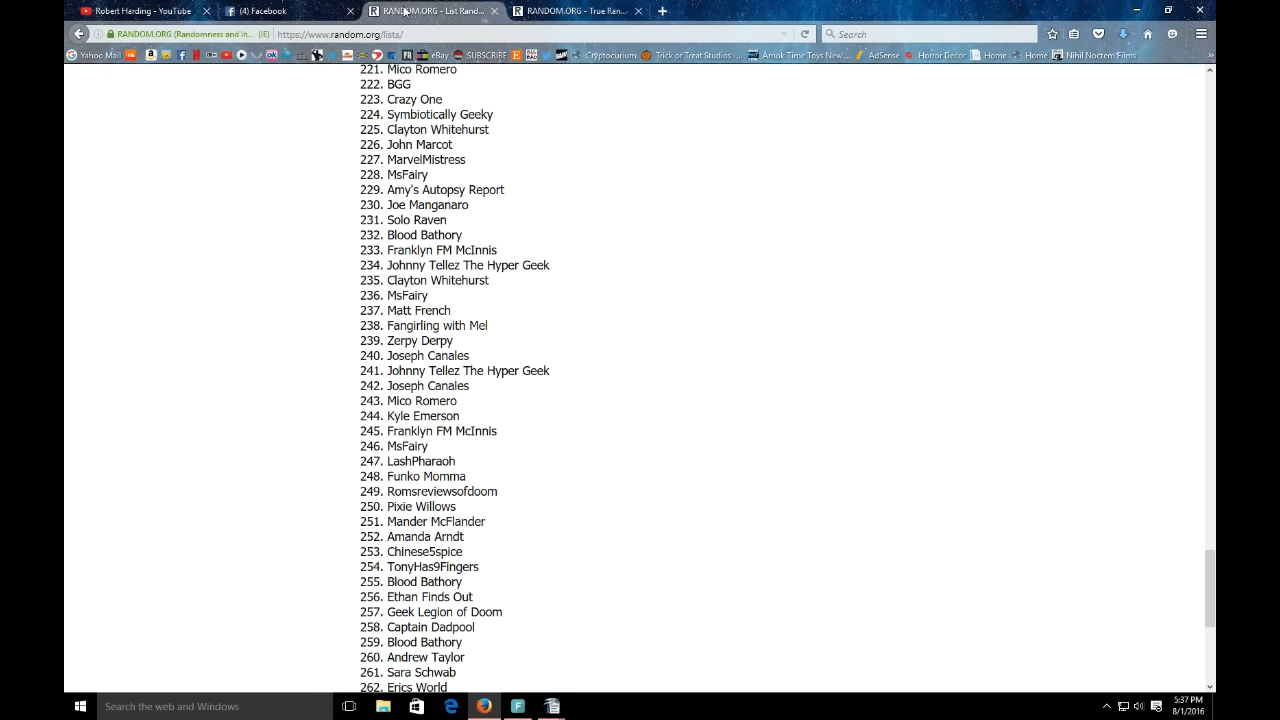 Robert Harding - YouTube
(4) Facebook
RANDOM.ORG - List Rand...
RANDOM.ORG - True Ran...
RANDOM.ORG (Randomness and In... (IE)
https://www.random.org/lists/
Search
Yahoo Mail
eBay
SUBSCRIBE
Cryptocurium
Trick or Treat Studios - ...
Amok Time Toys New ...
AdSense
Horror Decor
Home
Home
Nihil Noctem Films
221. Mico Romero
222. BGG
223. Crazy One
224. Symbiotically Geeky
225. Clayton Whitehurst
226. John Marcot
227. MarvelMistress
228. MsFairy
229. Amy's Autopsy Report
230. Joe Manganaro
231. Solo Raven
232. Blood Bathory
233. Franklyn FM McInnis
234. Johnny Tellez The Hyper Geek
235. Clayton Whitehurst
236. MsFairy
237. Matt French
238. Fangirling with Mel
239. Zerpy Derpy
240. Joseph Canales
241. Johnny Tellez The Hyper Geek
242. Joseph Canales
243. Mico Romero
244. Kyle Emerson
245. Franklyn FM McInnis
246. MsFairy
247. LashPharaoh
248. Funko Momma
249. Romsreviewsofdoom
250. Pixie Willows
251. Mander McFlander
252. Amanda Arndt
253. Chinese5spice
254. TonyHas9Fingers
255. Blood Bathory
256. Ethan Finds Out
257. Geek Legion of Doom
258. Captain Dadpool
259. Blood Bathory
260. Andrew Taylor
261. Sara Schwab
262. Erics World
Search the web and Windows
5:37 PM
8/1/2016